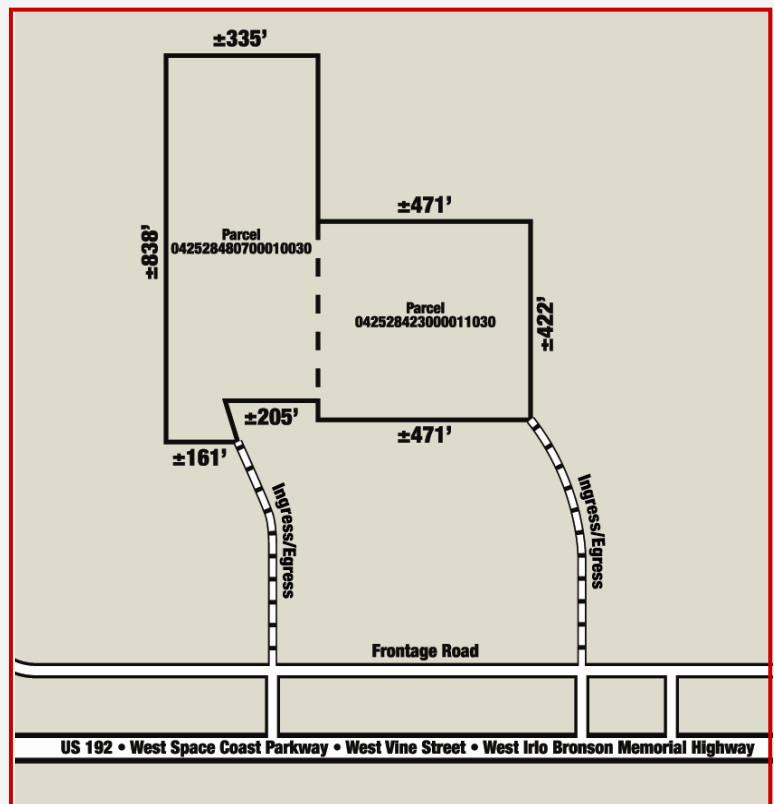 ±335’
±471’
±838’
Parcel
042528480700010030
Parcel
042528423000011030
±422’
±205’
±471’
±161’
Ingress/Egress
Ingress/Egress
Frontage Road
US 192 • West Space Coast Parkway • West Vine Street • West Irlo Bronson Memorial Highway